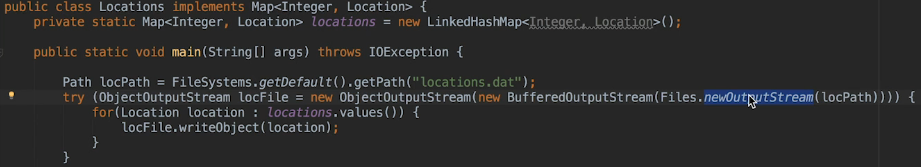 public class Locations implements Map<Integer, Location> {
    private static Map<Integer, Location> locations = new LinkedHashMap<Integer, Location>();
    public static void main(String[] args) throws IOException {
        Path locPath = FileSystems.getDefault().getPath("locations.dat");
        try (ObjectOutputStream locFile = new ObjectOutputStream(new BufferedOutputStream(Files.newOutputStream(locPath)))) {
            for(Location location : locations.values()) {
                locFile.writeObject(location);
            }
        }